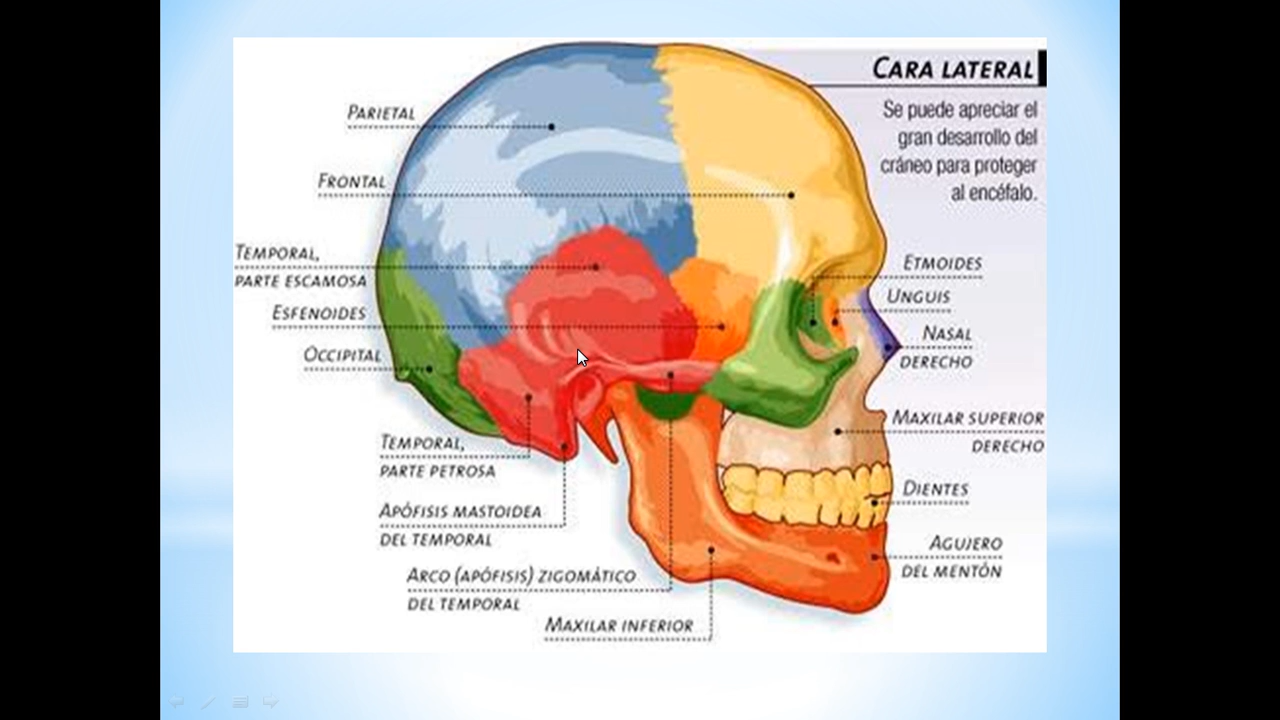 CARA LATERAL
Se puede apreciar el
gran desarrollo del
cráneo para proteger
al encéfalo.
PARIETAL
FRONTAL
TEMPORAL,
PARTE ESCAMOSA
ESFENOIDES
OCCIPITAL
TEMPORAL,
PARTE PETROSA
APÓFISIS MASTOIDEA
DEL TEMPORAL
ARCO (APÓFISIS) ZIGOMÁTICO
DEL TEMPORAL
MAXILAR INFERIOR
ETMOIDES
UNGUIS
NASAL
DERECHO
MAXILAR SUPERIOR
DERECHO
DIENTES
AGUJERO
DEL MENTÓN